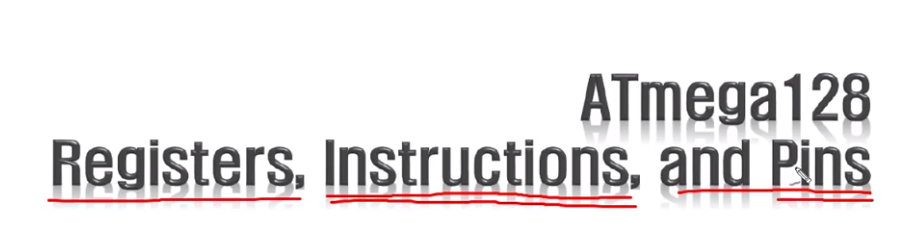 ATmega128
Registers, Instructions, and Pins